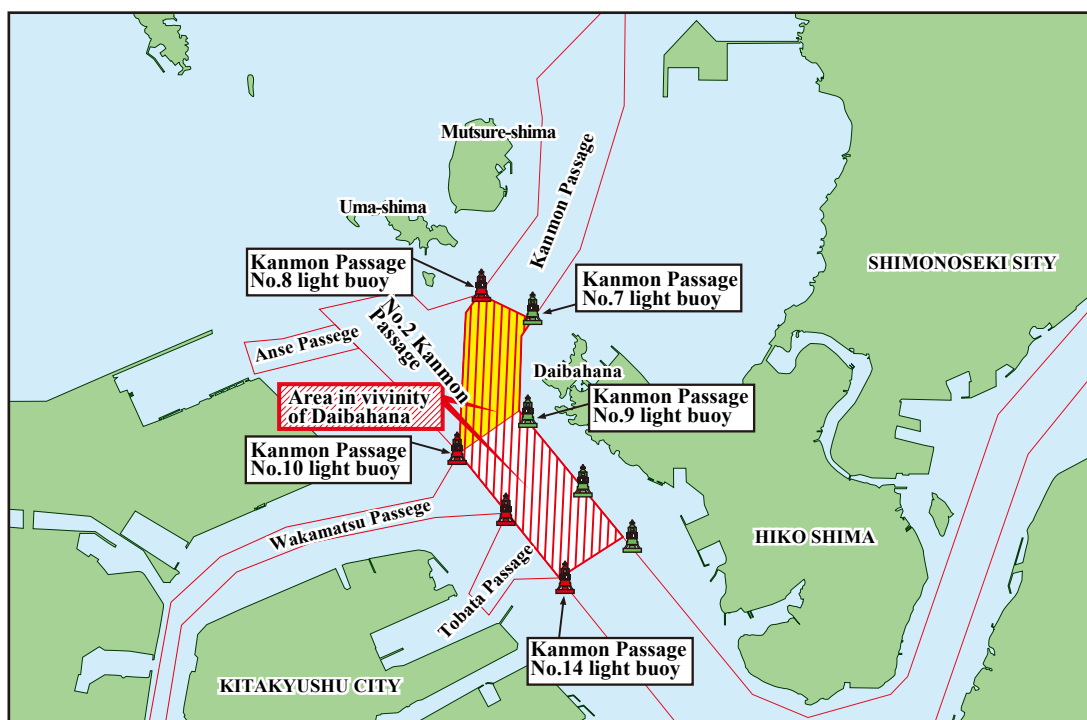 Mutsure-shima
Kanmon Passage
Uma-shima
Kanmon Passage
No.8 light buoy
Kanmon Passage
No.7 light buoy
SHIMONOSEKI SITY
No.2 Kanmon
Passage
Anse Passege
Daibahana
Area in vivinity
of Daibahana
Kanmon Passage
No.9 light buoy
Kanmon Passage
No.10 light buoy
Wakamatsu Passege
HIKO SHIMA
Tobata Passage
Kanmon Passage
No.14 light buoy
KITAKYUSHU CITY